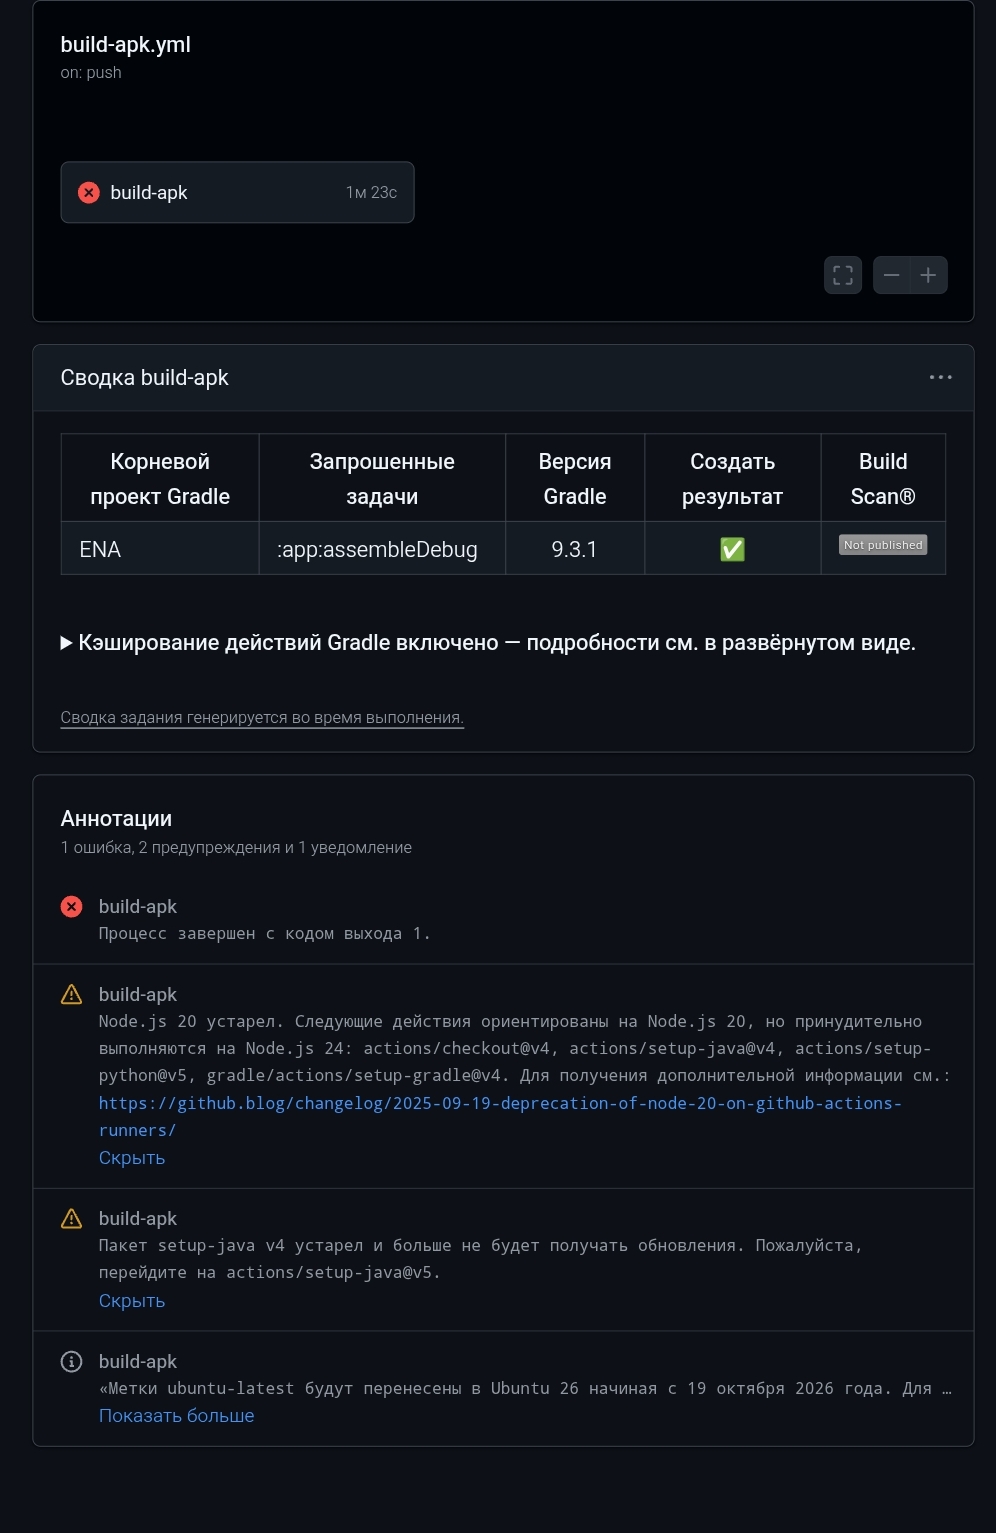 build-apk.yml
on: push
build-apk 1м 23с
Сводка build-apk
Корневой проект Gradle Запрошенные задачи Версия Gradle Создать результат Build Scan®
ENA :app:assembleDebug 9.3.1 ✅ Not published
▶ Кэширование действий Gradle включено — подробности см. в развёрнутом виде.
Сводка задания генерируется во время выполнения.
Аннотации
1 ошибка, 2 предупреждения и 1 уведомление
build-apk
Процесс завершен с кодом выхода 1.
build-apk
Node.js 20 устарел. Следующие действия ориентированы на Node.js 20, но принудительно
выполняются на Node.js 24: actions/checkout@v4, actions/setup-java@v4, actions/setup-
python@v5, gradle/actions/setup-gradle@v4. Для получения дополнительной информации см.:
https://github.blog/changelog/2025-09-19-deprecation-of-node-20-on-github-actions-
runners/
Скрыть
build-apk
Пакет setup-java v4 устарел и больше не будет получать обновления. Пожалуйста,
перейдите на actions/setup-java@v5.
Скрыть
build-apk
«Метки ubuntu-latest будут перенесены в Ubuntu 26 начиная с 19 октября 2026 года. Для …
Показать больше